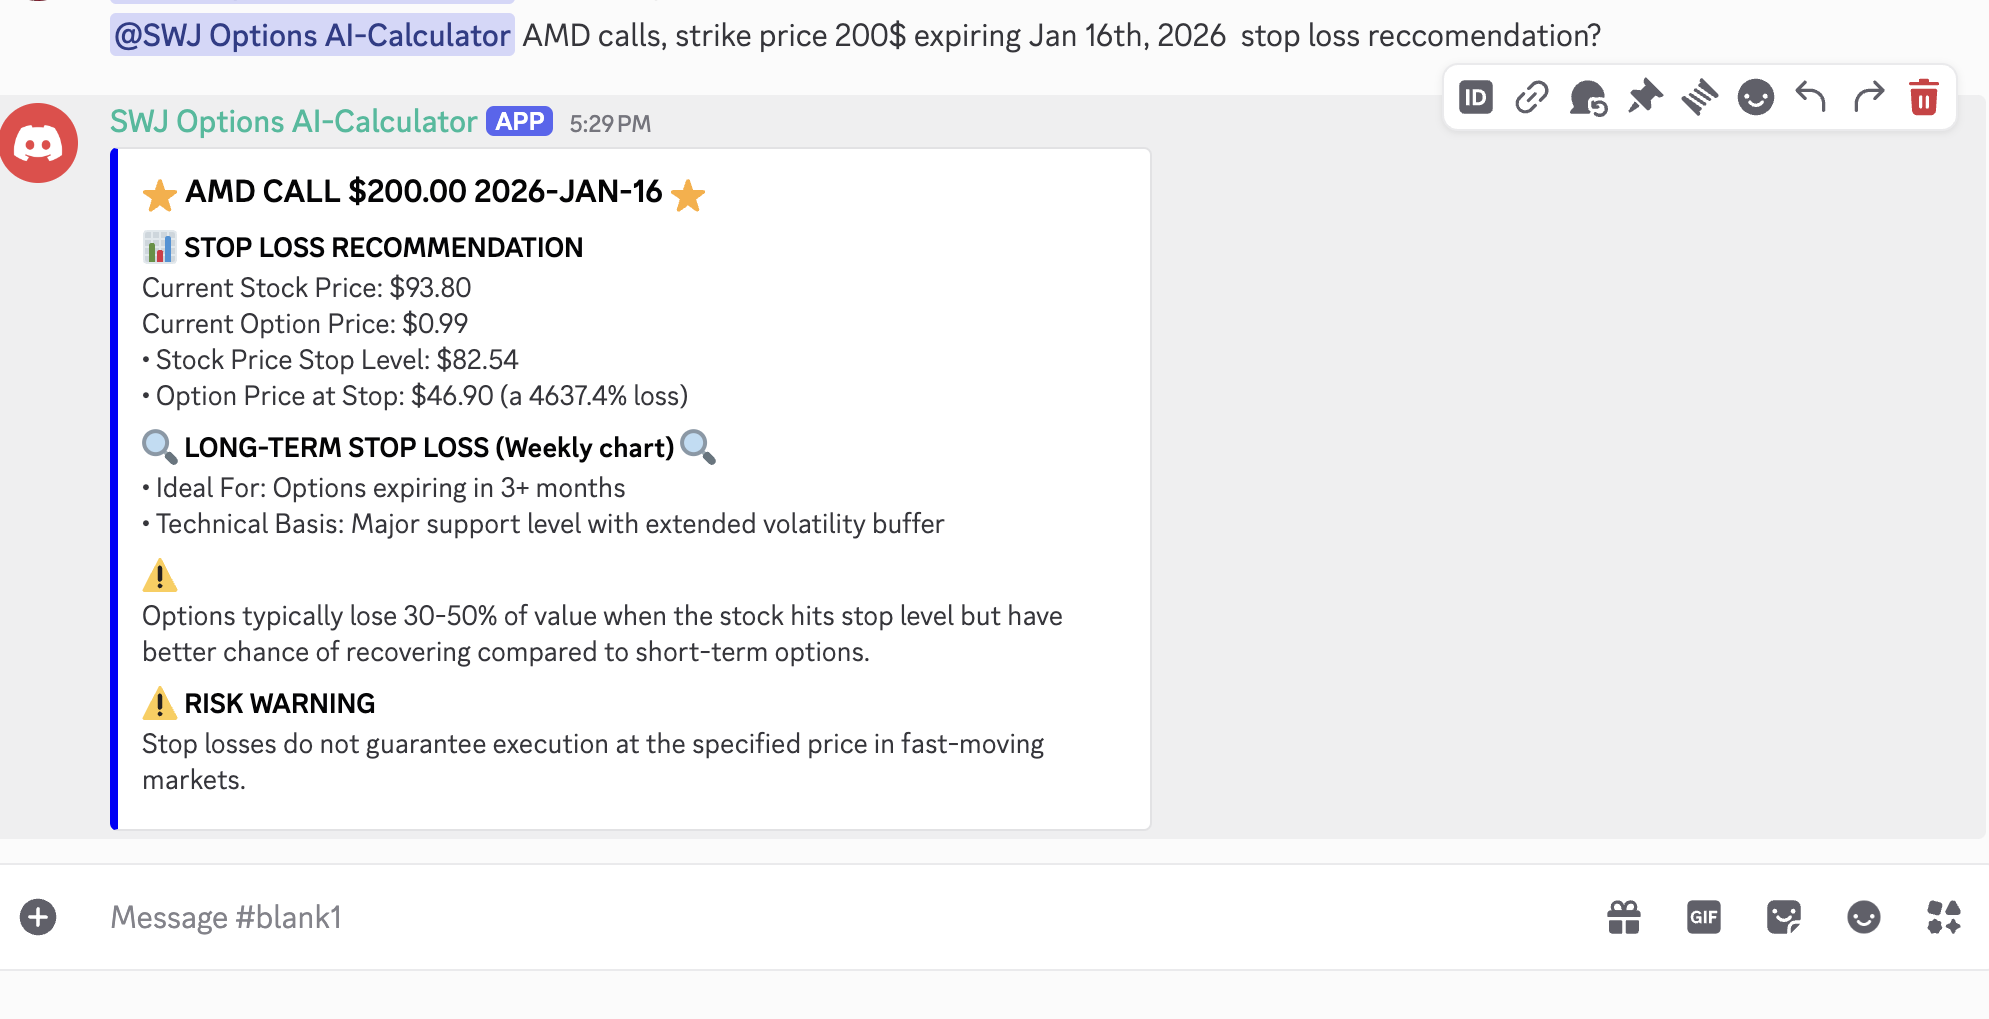 @SWJ Options AI-Calculator AMD calls, strike price 200$ expiring Jan 16th, 2026 stop loss reccomendation?
ID
SWJ Options AI-Calculator APP 5:29 PM
AMD CALL $200.00 2026-JAN-16
STOP LOSS RECOMMENDATION
Current Stock Price: $93.80
Current Option Price: $0.99
• Stock Price Stop Level: $82.54
• Option Price at Stop: $46.90 (a 4637.4% loss)
LONG-TERM STOP LOSS (Weekly chart)
• Ideal For: Options expiring in 3+ months
• Technical Basis: Major support level with extended volatility buffer
Options typically lose 30-50% of value when the stock hits stop level but have
better chance of recovering compared to short-term options.
RISK WARNING
Stop losses do not guarantee execution at the specified price in fast-moving
markets.
Message #blank1
GIF